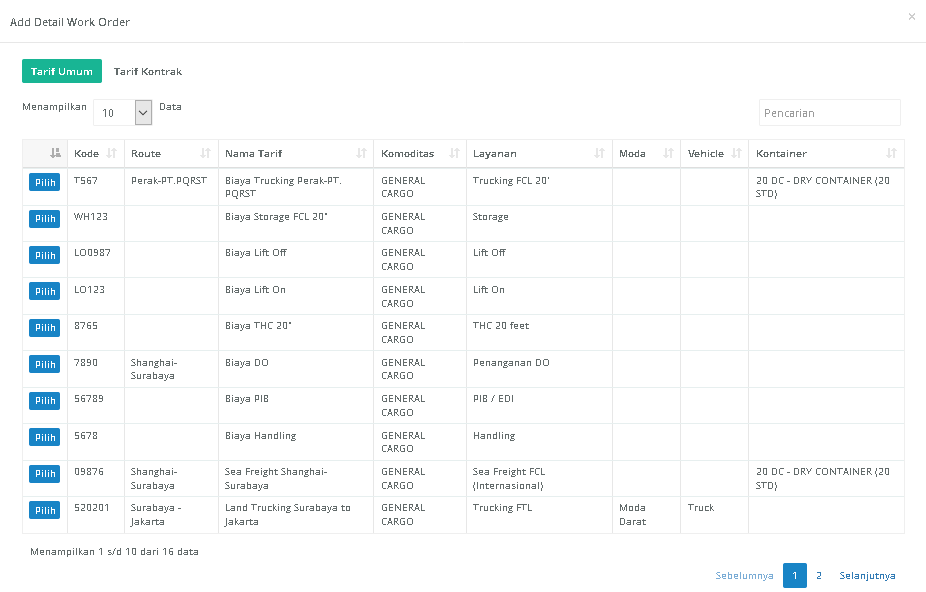 Add Detail Work Order
×
Tarif Umum Tarif Kontrak
Menampilkan 10 Data Pencarian
Kode Route Nama Tarif Komoditas Layanan Moda Vehicle Kontainer
Pilih T567 Perak-PT.PQRST Biaya Trucking Perak-PT. GENERAL Trucking FCL 20' 20 DC - DRY CONTAINER (20
PQRST CARGO STD)
Pilih WH123 Biaya Storage FCL 20" GENERAL Storage
CARGO
Pilih LO0987 Biaya Lift Off GENERAL Lift Off
CARGO
Pilih LO123 Biaya Lift On GENERAL Lift On
CARGO
Pilih 8765 Biaya THC 20" GENERAL THC 20 feet
CARGO
Pilih 7890 Shanghai- Biaya DO GENERAL Penanganan DO
Surabaya CARGO
Pilih 56789 Biaya PIB GENERAL PIB / EDI
CARGO
Pilih 5678 Biaya Handling GENERAL Handling
CARGO
Pilih 09876 Shanghai- Sea Freight Shanghai- GENERAL Sea Freight FCL 20 DC - DRY CONTAINER (20
Surabaya Surabaya CARGO (Internasional) STD)
Pilih 520201 Surabaya - Land Trucking Surabaya to GENERAL Trucking FTL Moda Truck
Jakarta Jakarta CARGO Darat
Menampilkan 1 s/d 10 dari 16 data
Sebelumnya 1 2 Selanjutnya